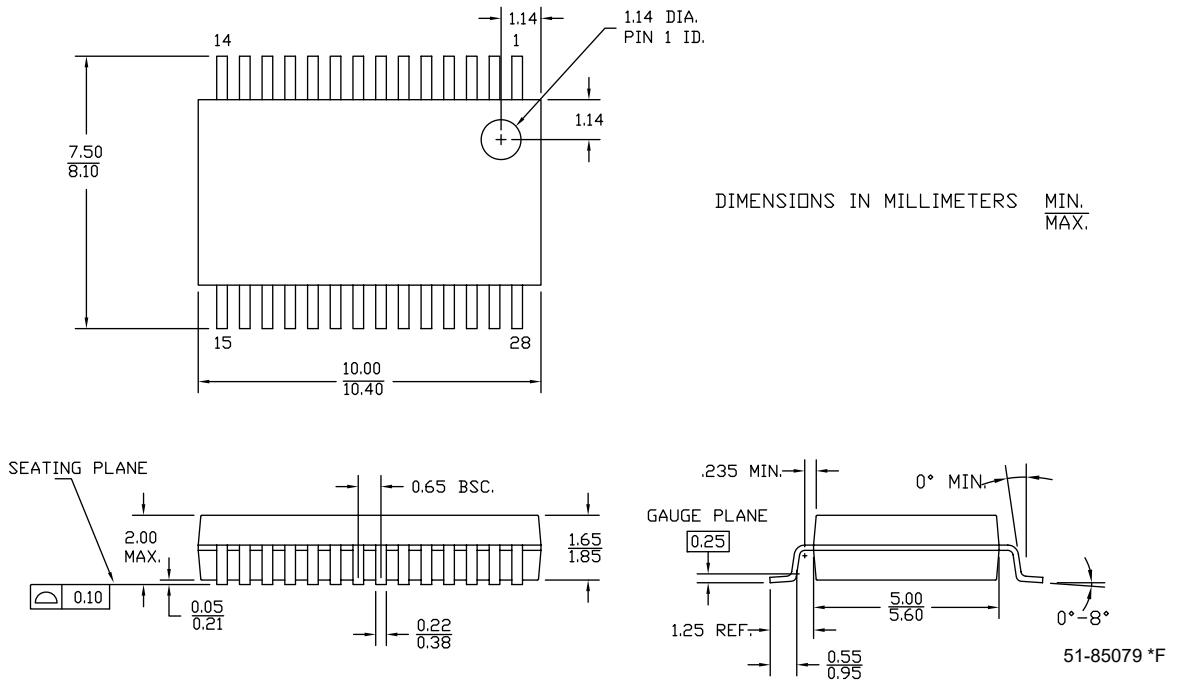 1.14
1.14 DIA.
PIN 1 ID.
14
1
1.14
7.50
8.10
DIMENSIONS IN MILLIMETERS MIN.
MAX.
15
28
10.00
10.40
SEATING PLANE
0.65 BSC.
.235 MIN.
0° MIN.
GAUGE PLANE
0.25
2.00
MAX.
1.65
1.85
0.10
0.05
0.21
0.22
0.38
5.00
5.60
1.25 REF.
0°-8°
0.55
0.95
51-85079 *F